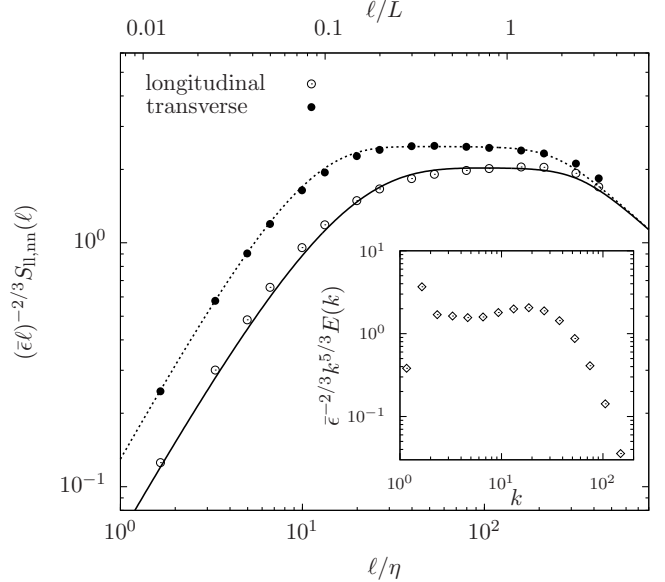 ℓ/L
0.01 0.1 1
longitudinal
transverse
(ϵ̄ℓ)^{−2/3}S_{ll,nn}(ℓ)
10^0
10^{−1}
10^0 10^1 10^2
ℓ/η
ϵ̄^{−2/3}k^{5/3}E(k)
10^1
10^0
10^{−1}
10^0 10^1 10^2
k